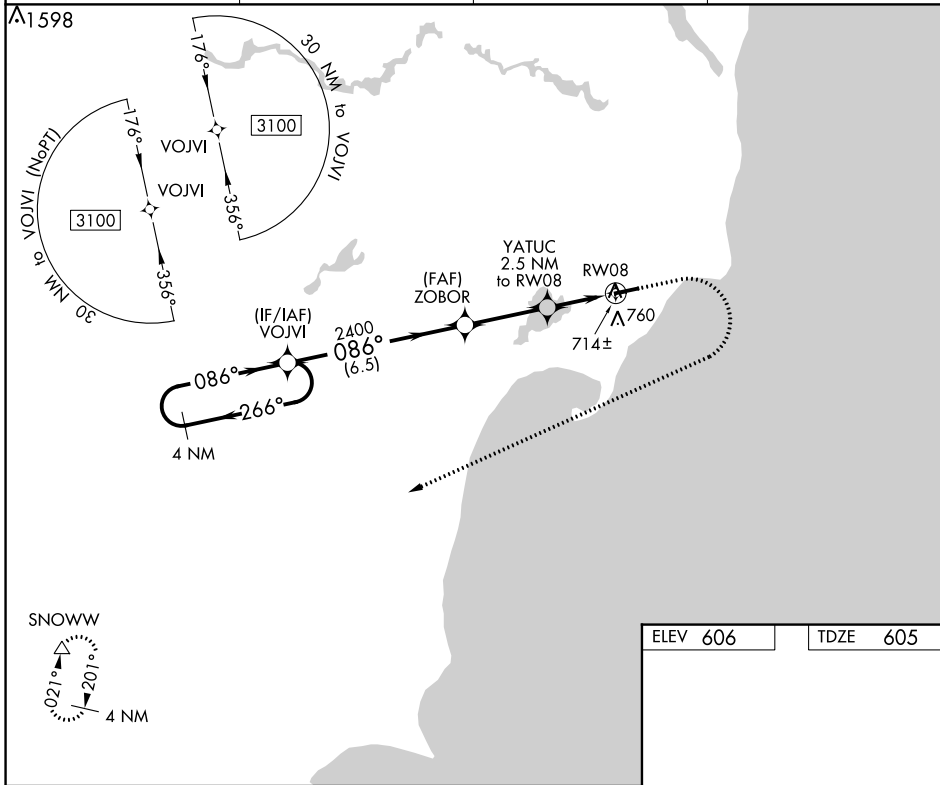 1598
176°
30 NM to VOJVI
3100
VOJVI
356°
176°
30 NM to VOJVI (NoPT)
VOJVI
3100
356°
YATUC
2.5 NM
to RW08
RW08
(FAF)
ZOBOR
760
714±
(IF/IAF)
VOJVI
2400
086°
(6.5)
086°
266°
4 NM
SNOWW
021°
201°
4 NM
ELEV 606
TDZE 605